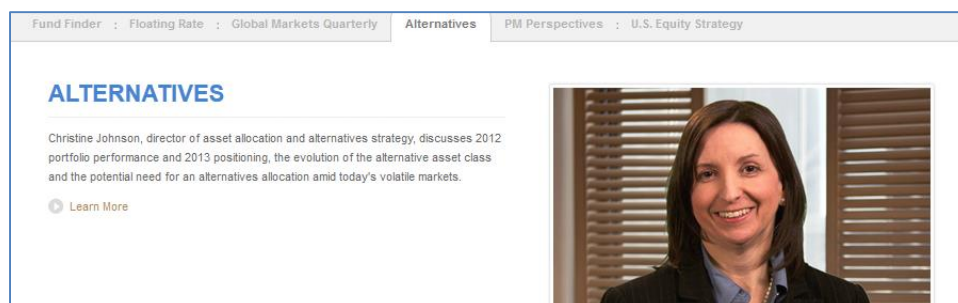 Fund Finder : Floating Rate : Global Markets Quarterly Alternatives PM Perspectives : U.S. Equity Strategy
ALTERNATIVES
Christine Johnson, director of asset allocation and alternatives strategy, discusses 2012
portfolio performance and 2013 positioning, the evolution of the alternative asset class
and the potential need for an alternatives allocation amid today's volatile markets.
Learn More